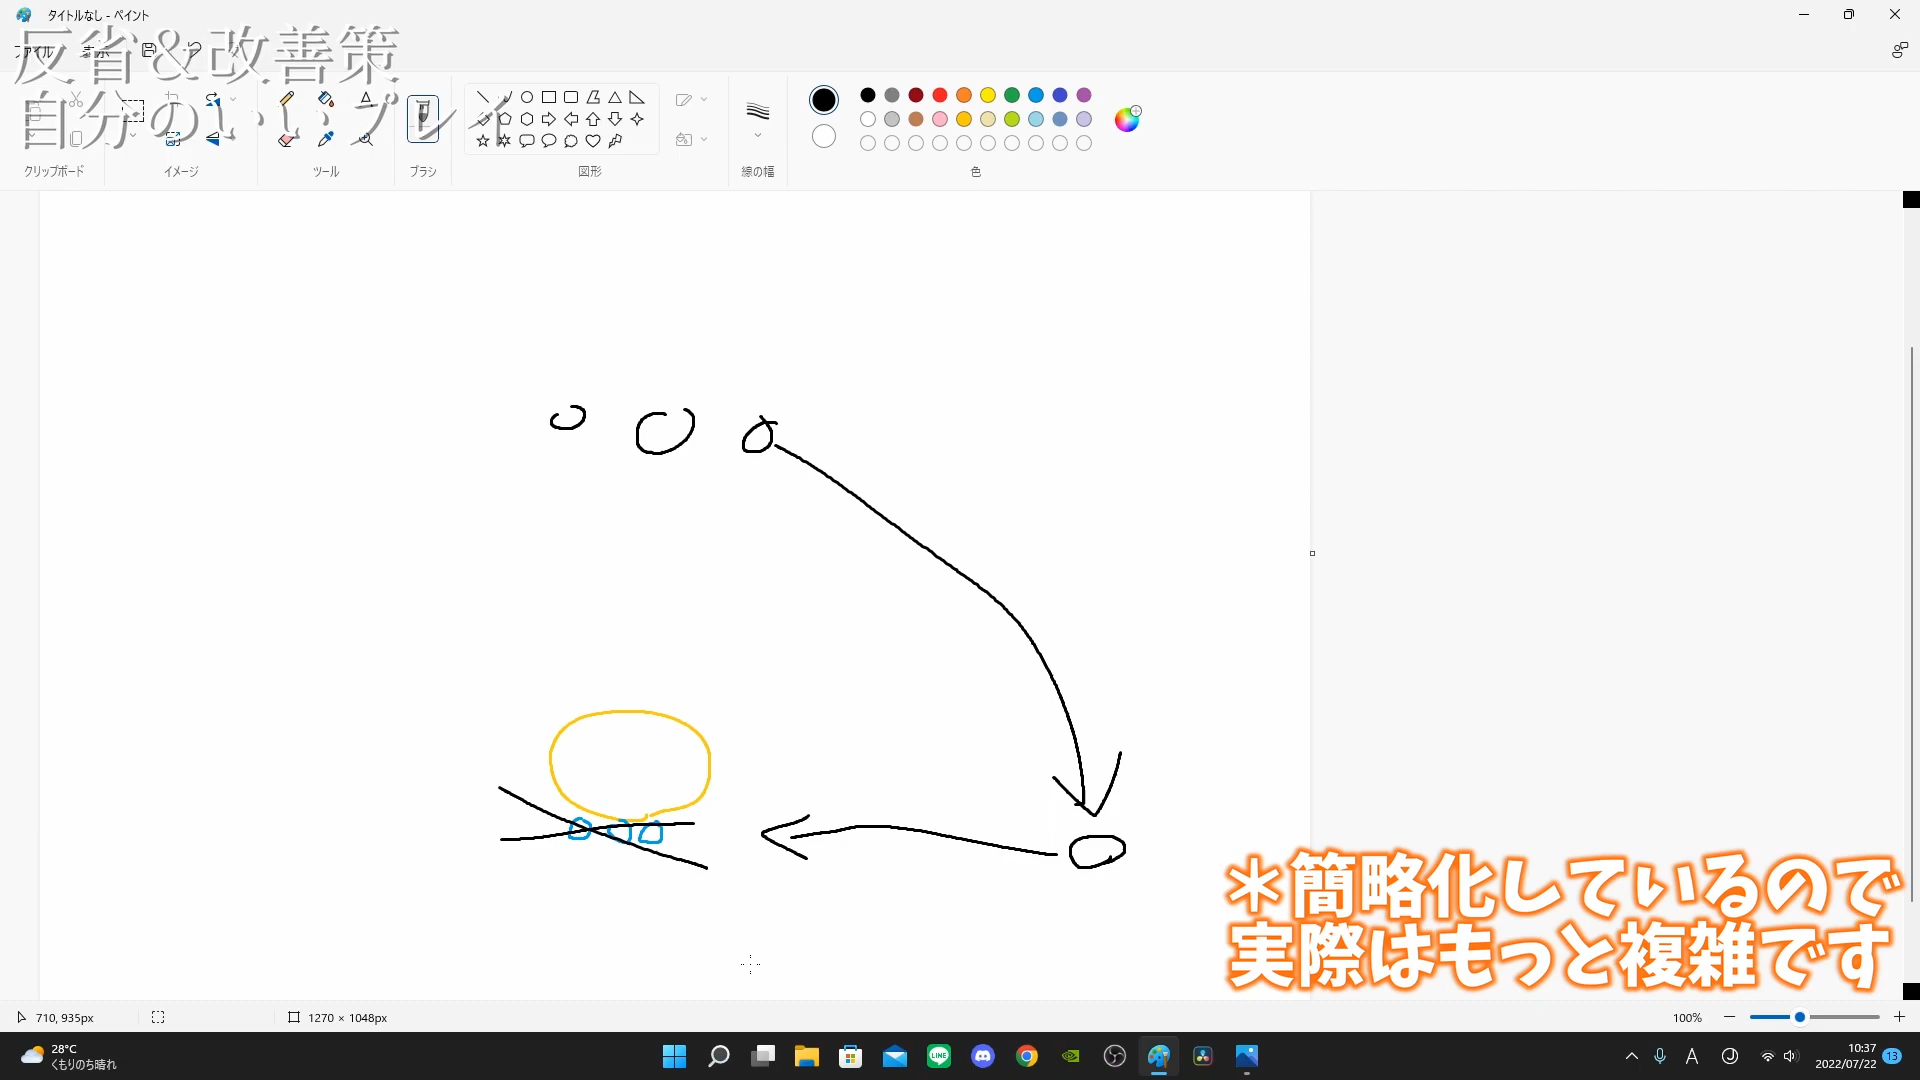 タイトルなし - ペイント
反省&改善策
ファイル
表示
自分のいいプレイ
クリップボード
イメージ
ツール
ブラシ
図形
線の幅
色
＊簡略化しているので
実際はもっと複雑です
710, 935px
1270 × 1048px
100%
28°C
くもりのち晴れ
LINE
A
10:37
2022/07/22
13